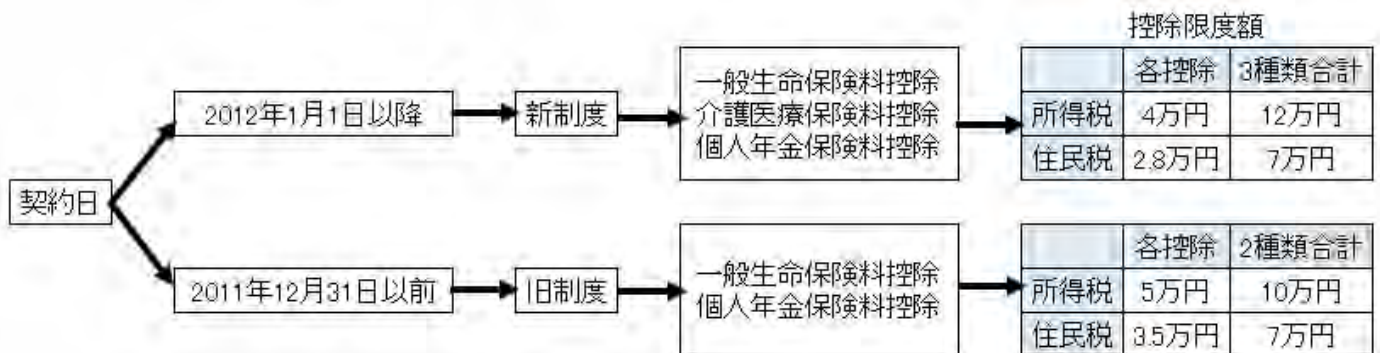 控除限度額
契約日
2012年1月1日以降
新制度
一般生命保険料控除
介護医療保険料控除
個人年金保険料控除
各控除 3種類合計
所得税 4万円 12万円
住民税 2.8万円 7万円
2011年12月31日以前
旧制度
一般生命保険料控除
個人年金保険料控除
各控除 2種類合計
所得税 5万円 10万円
住民税 3.5万円 7万円